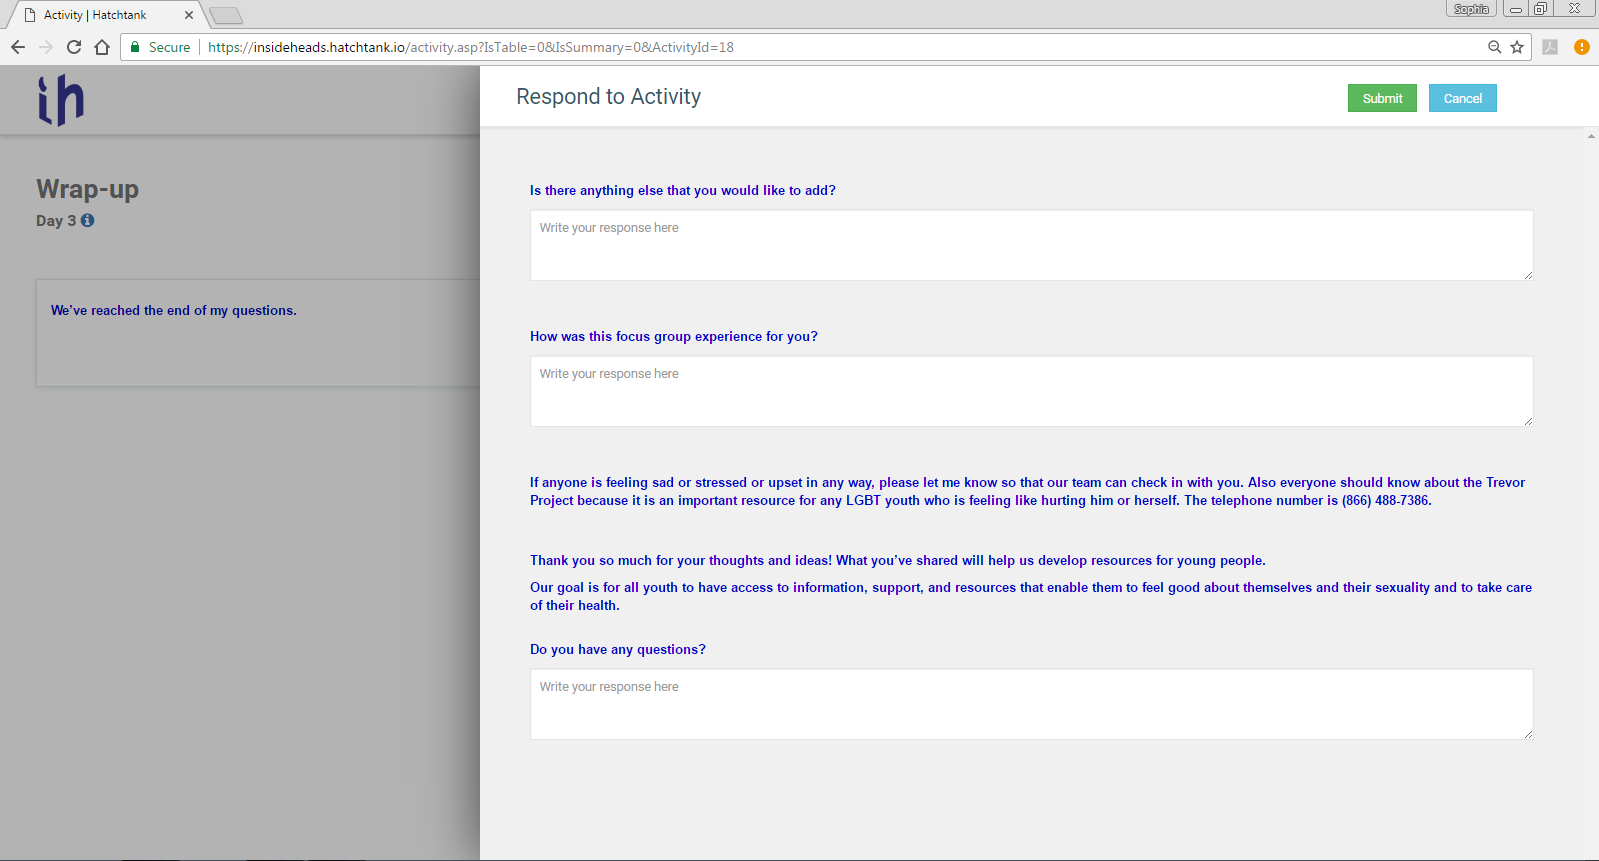 Activity | Hatchtank
Sophia
Secure
https://insideheads.hatchtank.io/activity.asp?IsTable=0&IsSummary=0&ActivityId=18
ih
Respond to Activity
Submit
Cancel
Wrap-up
Day 3
We’ve reached the end of my questions.
Is there anything else that you would like to add?
Write your response here
How was this focus group experience for you?
Write your response here
If anyone is feeling sad or stressed or upset in any way, please let me know so that our team can check in with you. Also everyone should know about the Trevor
Project because it is an important resource for any LGBT youth who is feeling like hurting him or herself. The telephone number is (866) 488-7386.
Thank you so much for your thoughts and ideas! What you’ve shared will help us develop resources for young people.
Our goal is for all youth to have access to information, support, and resources that enable them to feel good about themselves and their sexuality and to take care
of their health.
Do you have any questions?
Write your response here